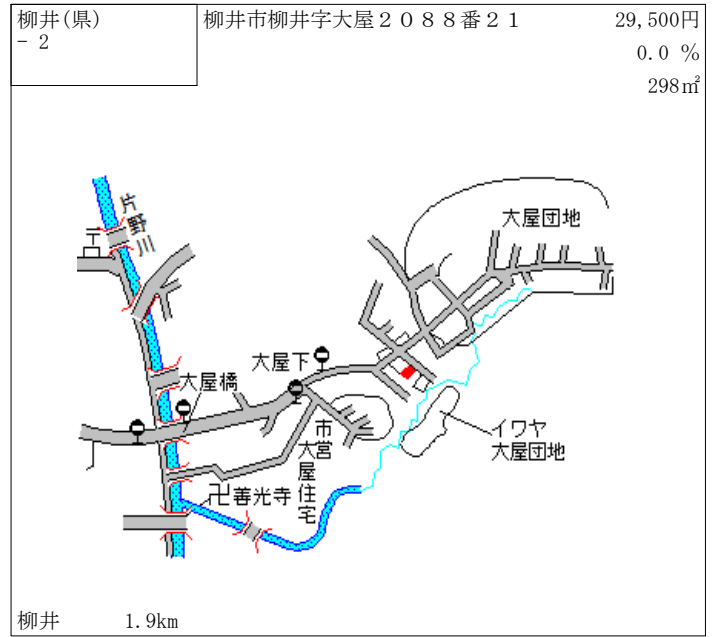 柳井(県)
- 2
柳井市柳井字大屋２０８８番２１
29,500円
0.0 %
298㎡
片野川
大屋団地
大屋下
大屋橋
市営大屋住宅
イワヤ
大屋団地
卍善光寺
柳井 1.9km